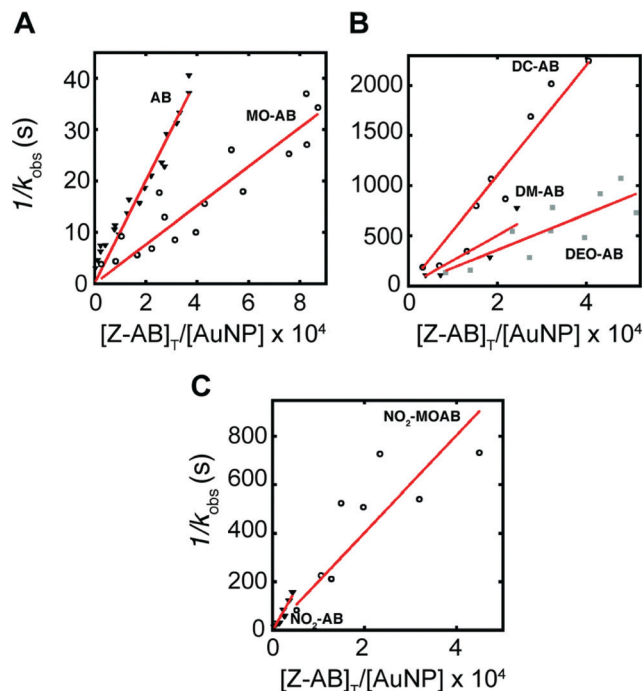 A
1/kobs (s)
40
30
20
10
0
AB
MO-AB
0
2
4
6
8
[Z-AB]T/[AuNP] x 10⁴
B
2000
1500
1000
500
0
DC-AB
DM-AB
DEO-AB
0
2
4
[Z-AB]T/[AuNP] x 10⁴
C
1/kobs (s)
800
600
400
200
0
NO2-MOAB
NO2-AB
0
2
4
[Z-AB]T/[AuNP] x 10⁴